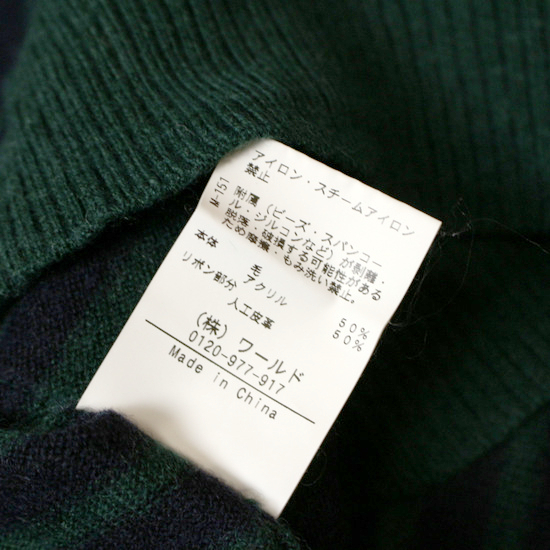 アイロン・スチームアイロン
禁止
M-151
附属(ビーズ・スパンコー
ル・ジルコンなど)が剥離・
脱落・破損する可能性がある
ため摩擦・もみ洗い禁止。
本体
毛 50%
アクリル 50%
リボン部分
人工皮革
(株)ワールド
0120-977-917
Made in China